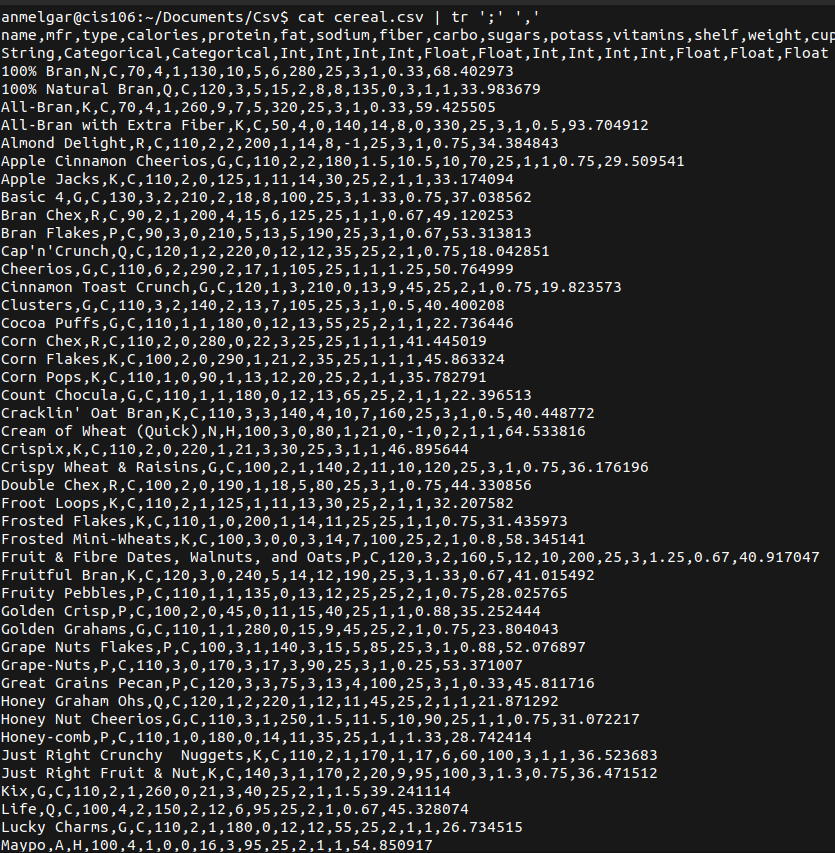 anmelgar@cis106:~/Documents/Csv$ cat cereal.csv | tr ';' ','
name,mfr,type,calories,protein,fat,sodium,fiber,carbo,sugars,potass,vitamins,shelf,weight,cup
String,Categorical,Categorical,Int,Int,Int,Int,Float,Float,Int,Int,Int,Int,Float,Float,Float
100% Bran,N,C,70,4,1,130,10,5,6,280,25,3,1,0.33,68.402973
100% Natural Bran,Q,C,120,3,5,15,2,8,8,135,0,3,1,1,33.983679
All-Bran,K,C,70,4,1,260,9,7,5,320,25,3,1,0.33,59.425505
All-Bran with Extra Fiber,K,C,50,4,0,140,14,8,0,330,25,3,1,0.5,93.704912
Almond Delight,R,C,110,2,2,200,1,14,8,-1,25,3,1,0.75,34.384843
Apple Cinnamon Cheerios,G,C,110,2,2,180,1.5,10.5,10,70,25,1,1,0.75,29.509541
Apple Jacks,K,C,110,2,0,125,1,11,14,30,25,2,1,1,33.174094
Basic 4,G,C,130,3,2,210,2,18,8,100,25,3,1.33,0.75,37.038562
Bran Chex,R,C,90,2,1,200,4,15,6,125,25,1,1,0.67,49.120253
Bran Flakes,P,C,90,3,0,210,5,13,5,190,25,3,1,0.67,53.313813
Cap'n'Crunch,Q,C,120,1,2,220,0,12,12,35,25,2,1,0.75,18.042851
Cheerios,G,C,110,6,2,290,2,17,1,105,25,1,1,1.25,50.764999
Cinnamon Toast Crunch,G,C,120,1,3,210,0,13,9,45,25,2,1,0.75,19.823573
Clusters,G,C,110,3,2,140,2,13,7,105,25,3,1,0.5,40.400208
Cocoa Puffs,G,C,110,1,1,180,0,12,13,55,25,2,1,1,22.736446
Corn Chex,R,C,110,2,0,280,0,22,3,25,25,1,1,1,41.445019
Corn Flakes,K,C,100,2,0,290,1,21,2,35,25,1,1,1,45.863324
Corn Pops,K,C,110,1,0,90,1,13,12,20,25,2,1,1,35.782791
Count Chocula,G,C,110,1,1,180,0,12,13,65,25,2,1,1,22.396513
Cracklin' Oat Bran,K,C,110,3,3,140,4,10,7,160,25,3,1,0.5,40.448772
Cream of Wheat (Quick),N,H,100,3,0,80,1,21,0,-1,0,2,1,1,64.533816
Crispix,K,C,110,2,0,220,1,21,3,30,25,3,1,1,46.895644
Crispy Wheat & Raisins,G,C,100,2,1,140,2,11,10,120,25,3,1,0.75,36.176196
Double Chex,R,C,100,2,0,190,1,18,5,80,25,3,1,0.75,44.330856
Froot Loops,K,C,110,2,1,125,1,11,13,30,25,2,1,1,32.207582
Frosted Flakes,K,C,110,1,0,200,1,14,11,25,25,1,1,0.75,31.435973
Frosted Mini-Wheats,K,C,100,3,0,0,3,14,7,100,25,2,1,0.8,58.345141
Fruit & Fibre Dates, Walnuts, and Oats,P,C,120,3,2,160,5,12,10,200,25,3,1.25,0.67,40.917047
Fruitful Bran,K,C,120,3,0,240,5,14,12,190,25,3,1.33,0.67,41.015492
Fruity Pebbles,P,C,110,1,1,135,0,13,12,25,25,2,1,0.75,28.025765
Golden Crisp,P,C,100,2,0,45,0,11,15,40,25,1,1,0.88,35.252444
Golden Grahams,G,C,110,1,1,280,0,15,9,45,25,2,1,0.75,23.804043
Grape Nuts Flakes,P,C,100,3,1,140,3,15,5,85,25,3,1,0.88,52.076897
Grape-Nuts,P,C,110,3,0,170,3,17,3,90,25,3,1,0.25,53.371007
Great Grains Pecan,P,C,120,3,3,75,3,13,4,100,25,3,1,0.33,45.811716
Honey Graham Ohs,Q,C,120,1,2,220,1,12,11,45,25,2,1,1,21.871292
Honey Nut Cheerios,G,C,110,3,1,250,1.5,11.5,10,90,25,1,1,0.75,31.072217
Honey-comb,P,C,110,1,0,180,0,14,11,35,25,1,1,1.33,28.742414
Just Right Crunchy  Nuggets,K,C,110,2,1,170,1,17,6,60,100,3,1,1,36.523683
Just Right Fruit & Nut,K,C,140,3,1,170,2,20,9,95,100,3,1.3,0.75,36.471512
Kix,G,C,110,2,1,260,0,21,3,40,25,2,1,1.5,39.241114
Life,Q,C,100,4,2,150,2,12,6,95,25,2,1,0.67,45.328074
Lucky Charms,G,C,110,2,1,180,0,12,12,55,25,2,1,1,26.734515
Maypo,A,H,100,4,1,0,0,16,3,95,25,2,1,1,54.850917